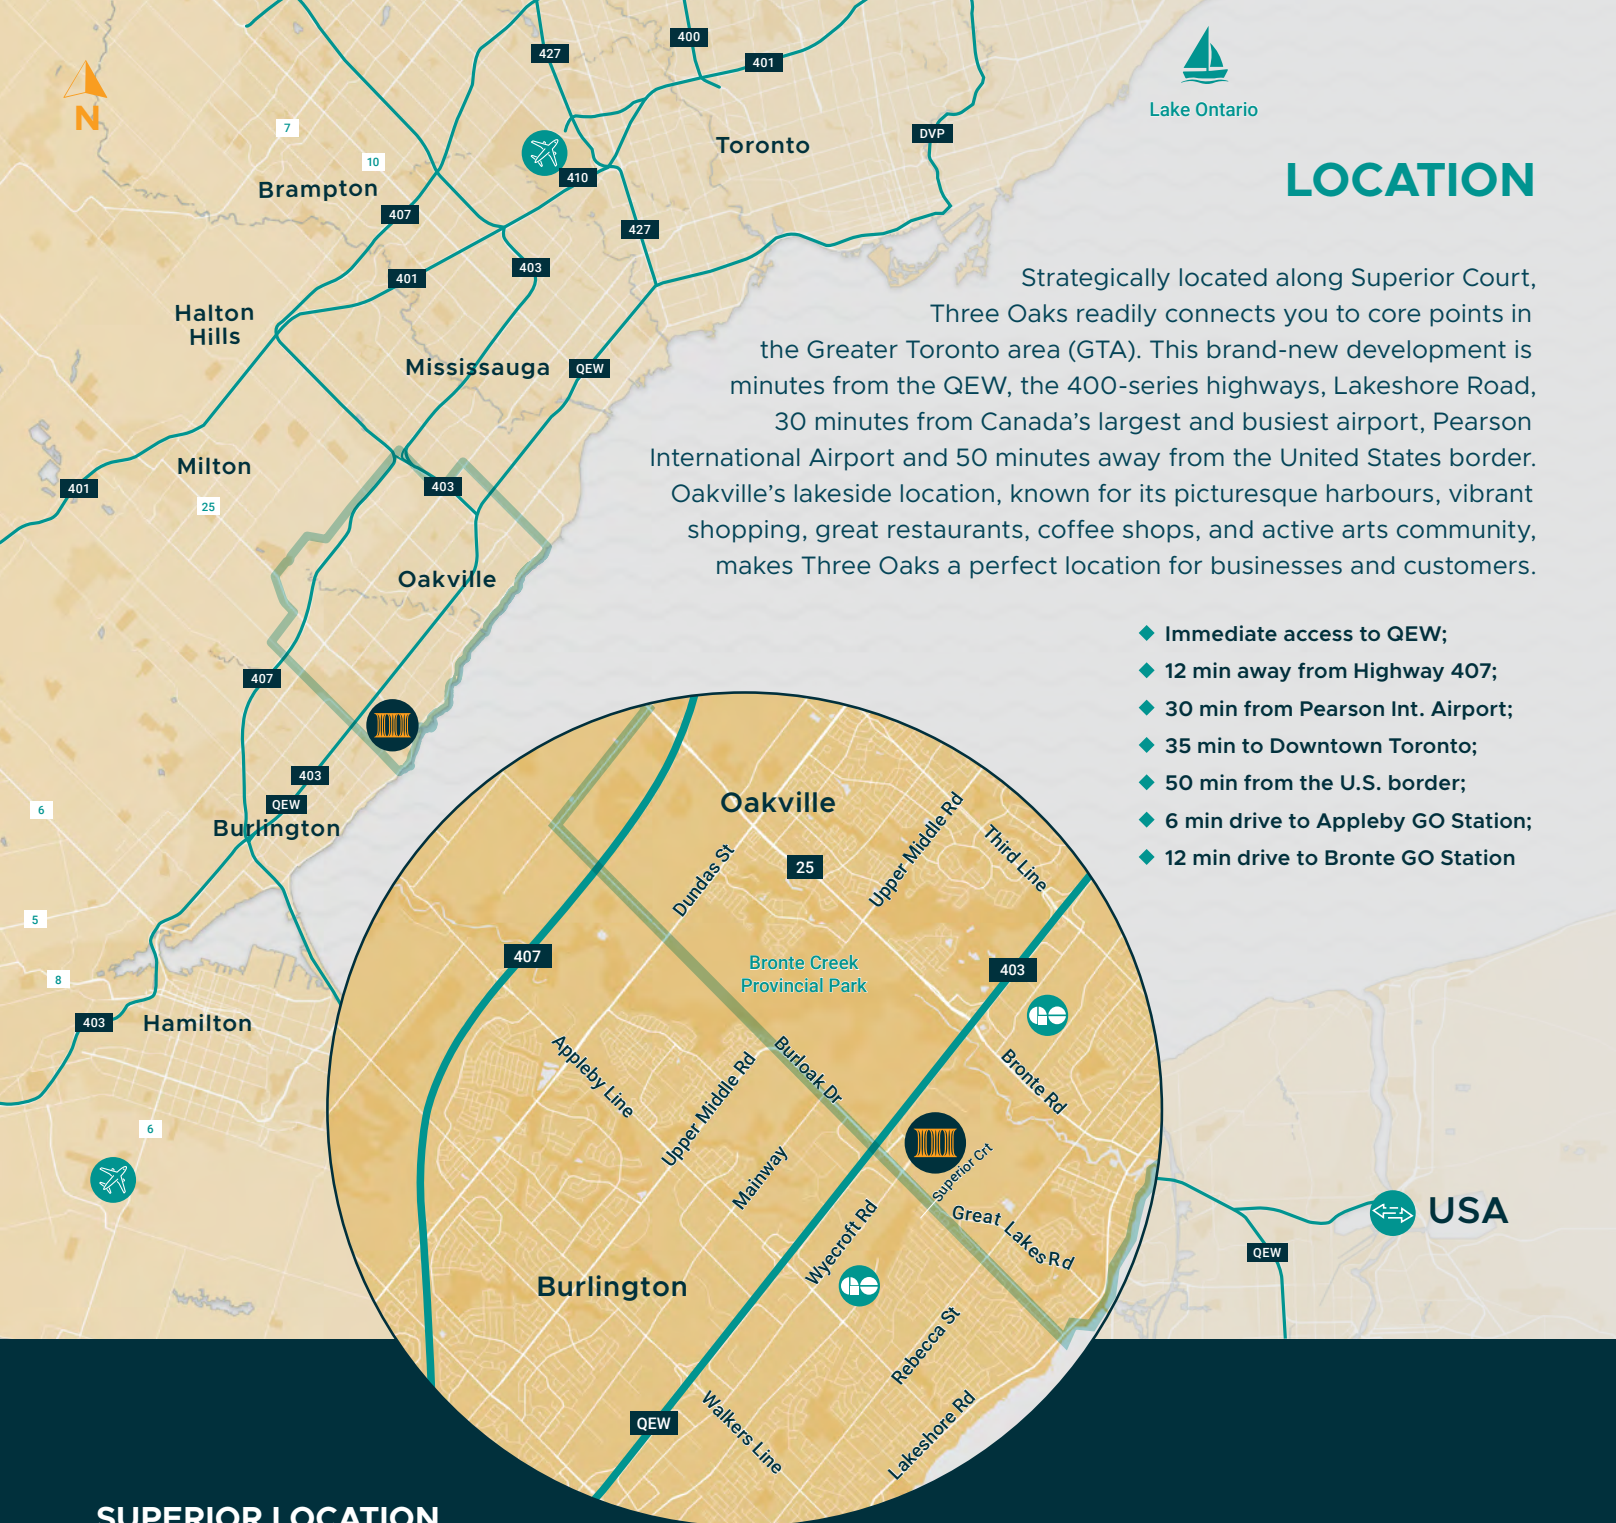 400
427
401
Lake Ontario
N
7
DVP
Toronto
10
LOCATION
410
Brampton
407
427
403
401
Strategically located along Superior Court,
Three Oaks readily connects you to core points in
the Greater Toronto area (GTA). This brand-new development is
minutes from the QEW, the 400-series highways, Lakeshore Road,
30 minutes from Canada’s largest and busiest airport, Pearson
International Airport and 50 minutes away from the United States border.
Oakville’s lakeside location, known for its picturesque harbours, vibrant
shopping, great restaurants, coffee shops, and active arts community,
makes Three Oaks a perfect location for businesses and customers.
Halton
Hills
Mississauga
QEW
Milton
401
403
25
Oakville
407
403
QEW
6
Burlington
5
8
403
Hamilton
6
Immediate access to QEW;
12 min away from Highway 407;
30 min from Pearson Int. Airport;
35 min to Downtown Toronto;
50 min from the U.S. border;
6 min drive to Appleby GO Station;
12 min drive to Bronte GO Station
Oakville
Upper Middle Rd
Third Line
25
Dundas St
407
Bronte Creek
Provincial Park
403
GO
Appleby Line
Upper Middle Rd
Burloak Dr
Bronte Rd
Mainway
Superior Crt
Wyecroft Rd
Great Lakes Rd
GO
Burlington
Rebecca St
Walkers Line
Lakeshore Rd
QEW
USA
QEW
SUPERIOR LOCATION